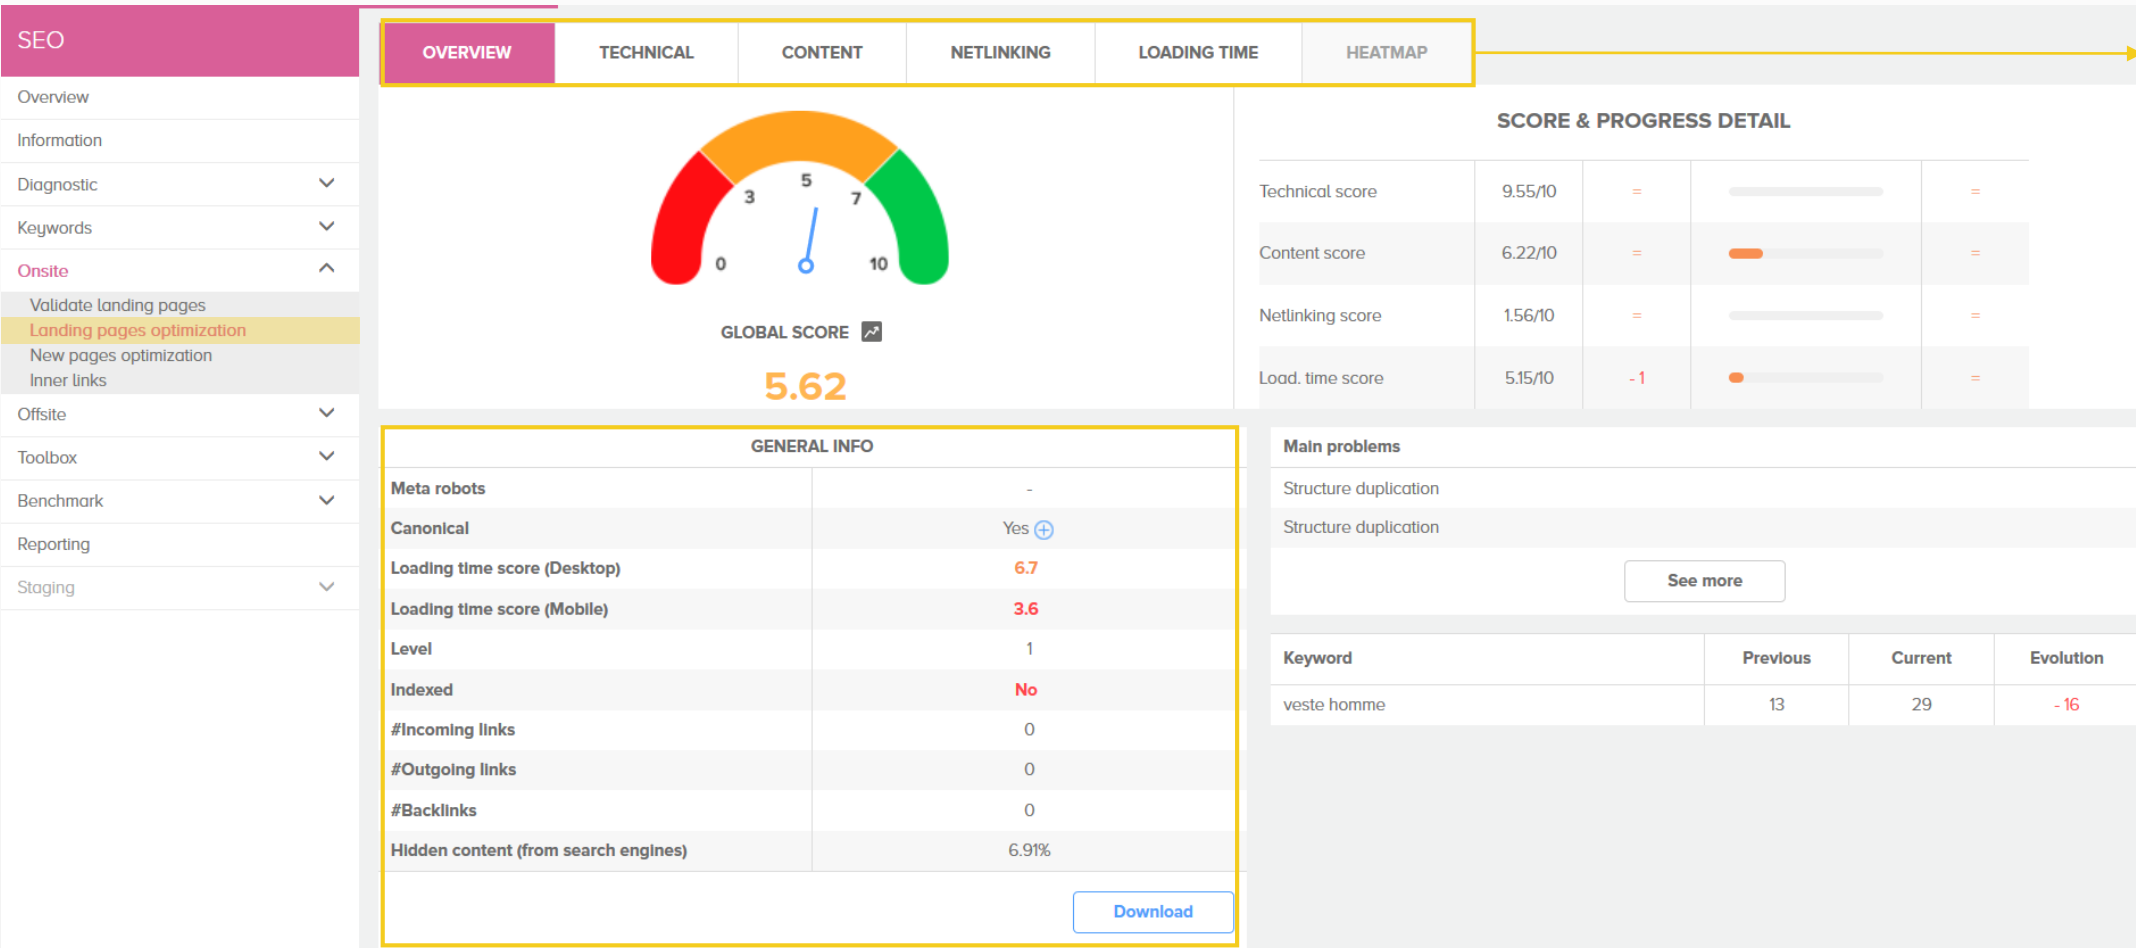 SEO
Overview
Information
Diagnostic
Keywords
Onsite
Validate landing pages
Landing pages optimization
New pages optimization
Inner links
Offsite
Toolbox
Benchmark
Reporting
Staging
OVERVIEW TECHNICAL CONTENT NETLINKING LOADING TIME HEATMAP
0 3 5 7 10
GLOBAL SCORE
5.62
SCORE & PROGRESS DETAIL
Technical score 9.55/10 = =
Content score 6.22/10 = =
Netlinking score 1.56/10 = =
Load. time score 5.15/10 - 1 =
GENERAL INFO
Meta robots -
Canonical Yes
Loading time score (Desktop) 6.7
Loading time score (Mobile) 3.6
Level 1
Indexed No
#Incoming links 0
#Outgoing links 0
#Backlinks 0
Hidden content (from search engines) 6.91%
Download
Main problems
Structure duplication
Structure duplication
See more
Keyword Previous Current Evolution
veste homme 13 29 - 16